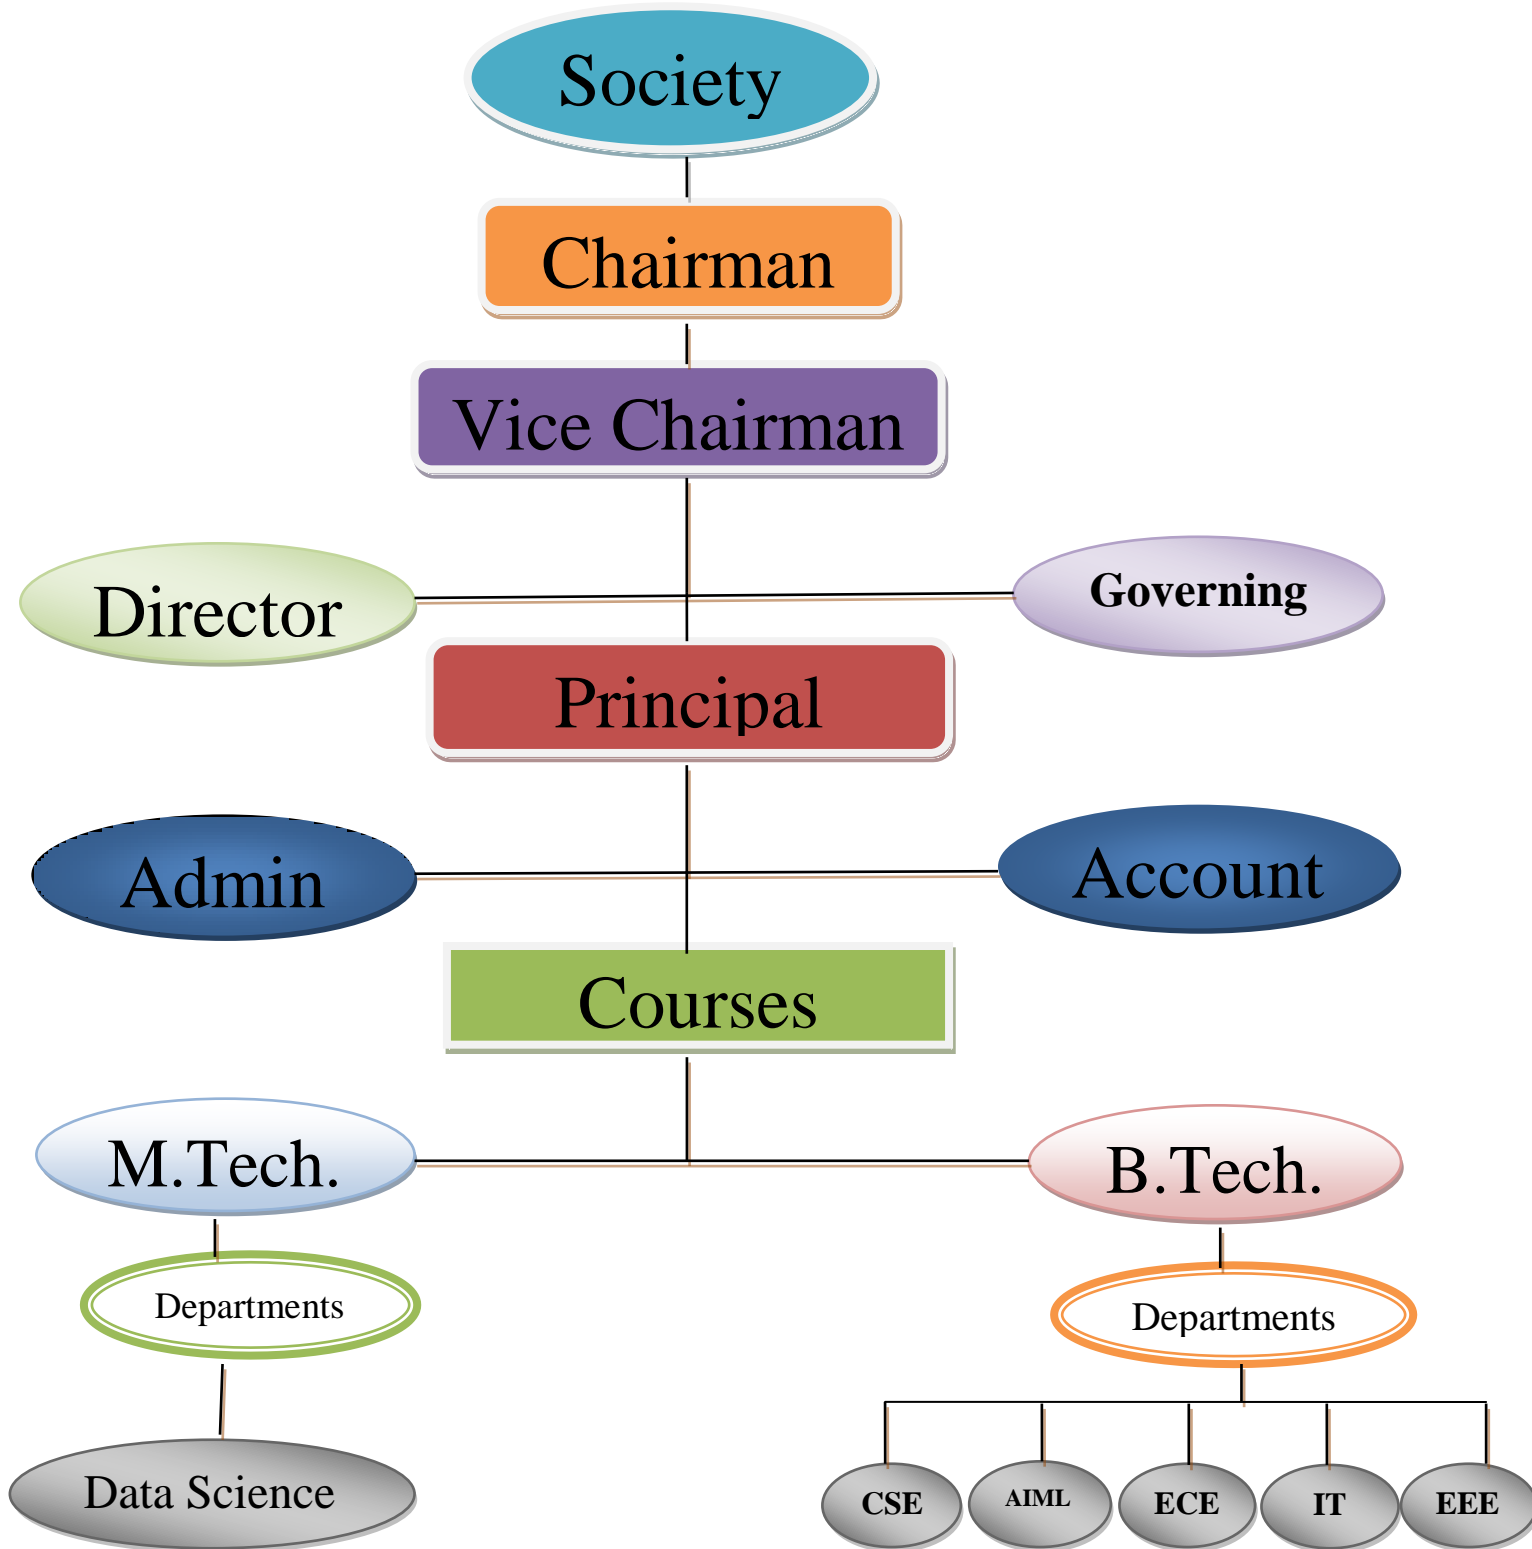 Society
Chairman
Vice Chairman
Director
Governing
Principal
Admin
Account
Courses
M.Tech.
B.Tech.
Departments
Departments
Data Science
CSE
AIML
ECE
IT
EEE